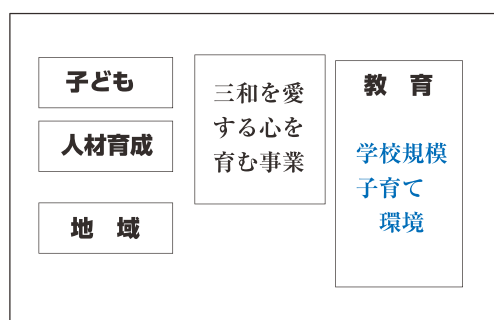 子ども
人材育成
地　域
三和を愛
する心を
育む事業
教　育
学校規模
子育て
環境